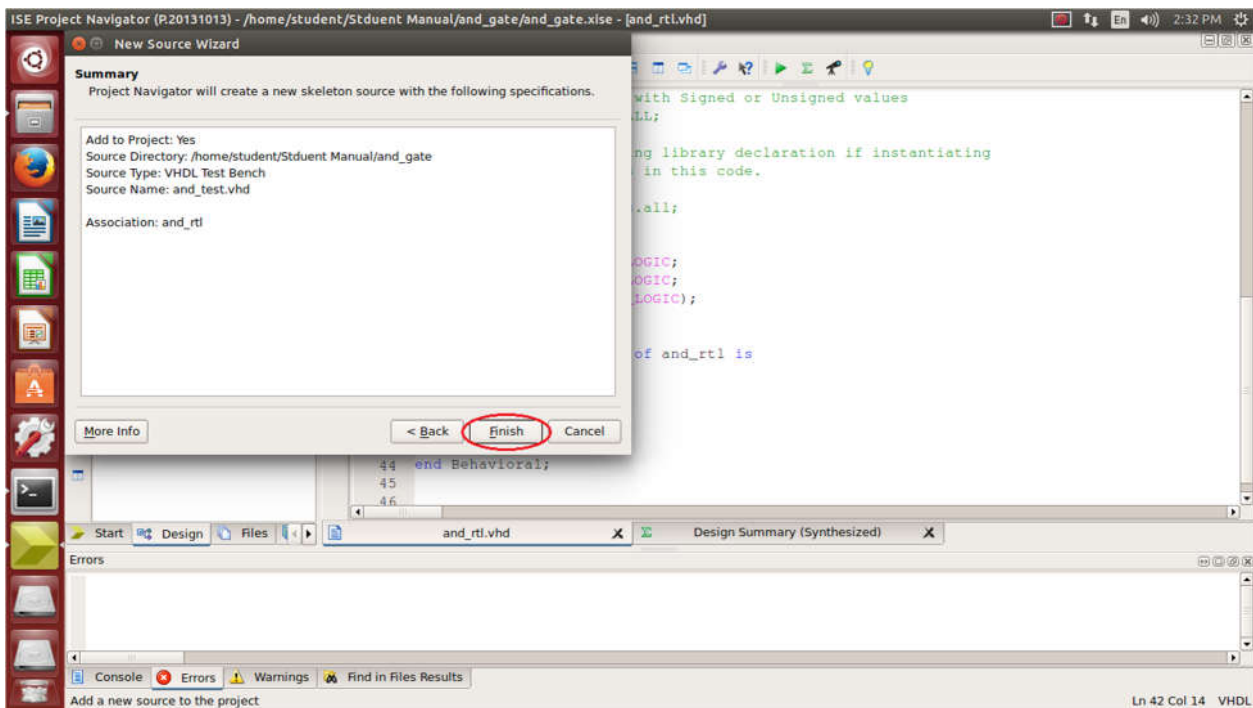 ISE Project Navigator (P.20131013) - /home/student/Stduent Manual/and_gate/and_gate.xise - [and_rtl.vhd]
En
2:32 PM
New Source Wizard
Summary
Project Navigator will create a new skeleton source with the following specifications.
Add to Project: Yes
Source Directory: /home/student/Stduent Manual/and_gate
Source Type: VHDL Test Bench
Source Name: and_test.vhd
Association: and_rtl
More Info
< Back
Finish
Cancel
with Signed or Unsigned values
LL;
ng library declaration if instantiating
in this code.
.all;
OGIC;
OGIC;
LOGIC);
of and_rtl is
44 end Behavioral;
45
46
Start
Design
Files
and_rtl.vhd
Design Summary (Synthesized)
Errors
Console
Errors
Warnings
Find in Files Results
Add a new source to the project
Ln 42 Col 14 VHDL